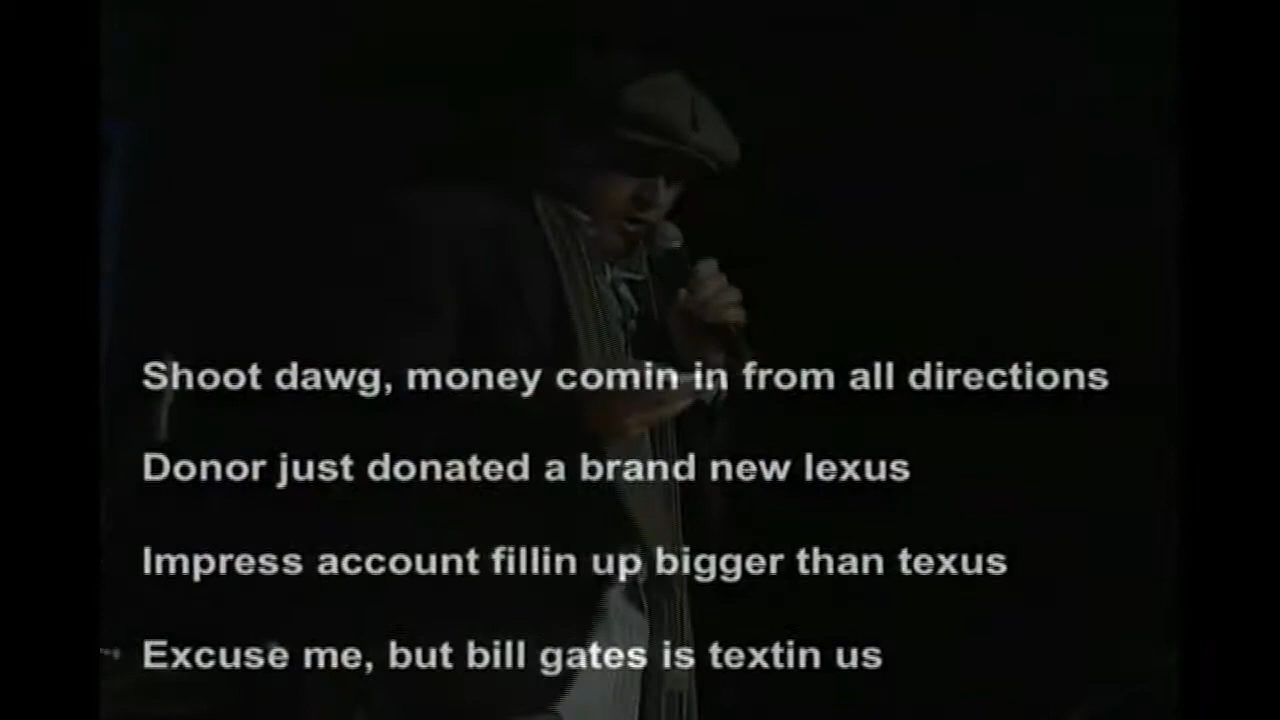 Shoot dawg, money comin in from all directions
Donor just donated a brand new lexus
Impress account fillin up bigger than texus
Excuse me, but bill gates is textin us